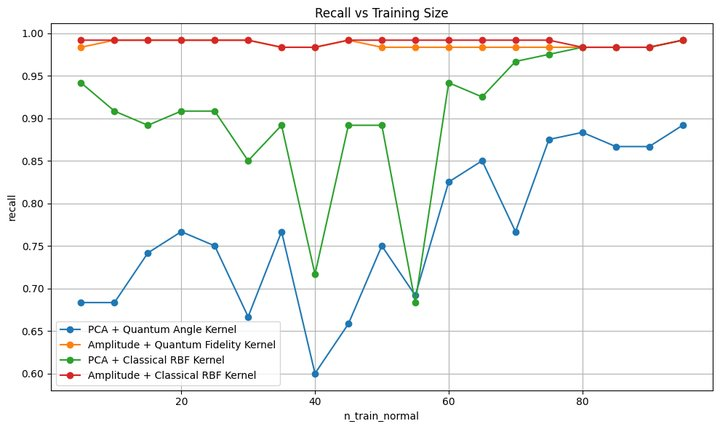 Recall vs Training Size
recall
1.00
0.95
0.90
0.85
0.80
0.75
0.70
0.65
0.60
PCA + Quantum Angle Kernel
Amplitude + Quantum Fidelity Kernel
PCA + Classical RBF Kernel
Amplitude + Classical RBF Kernel
20 40 60 80
n_train_normal